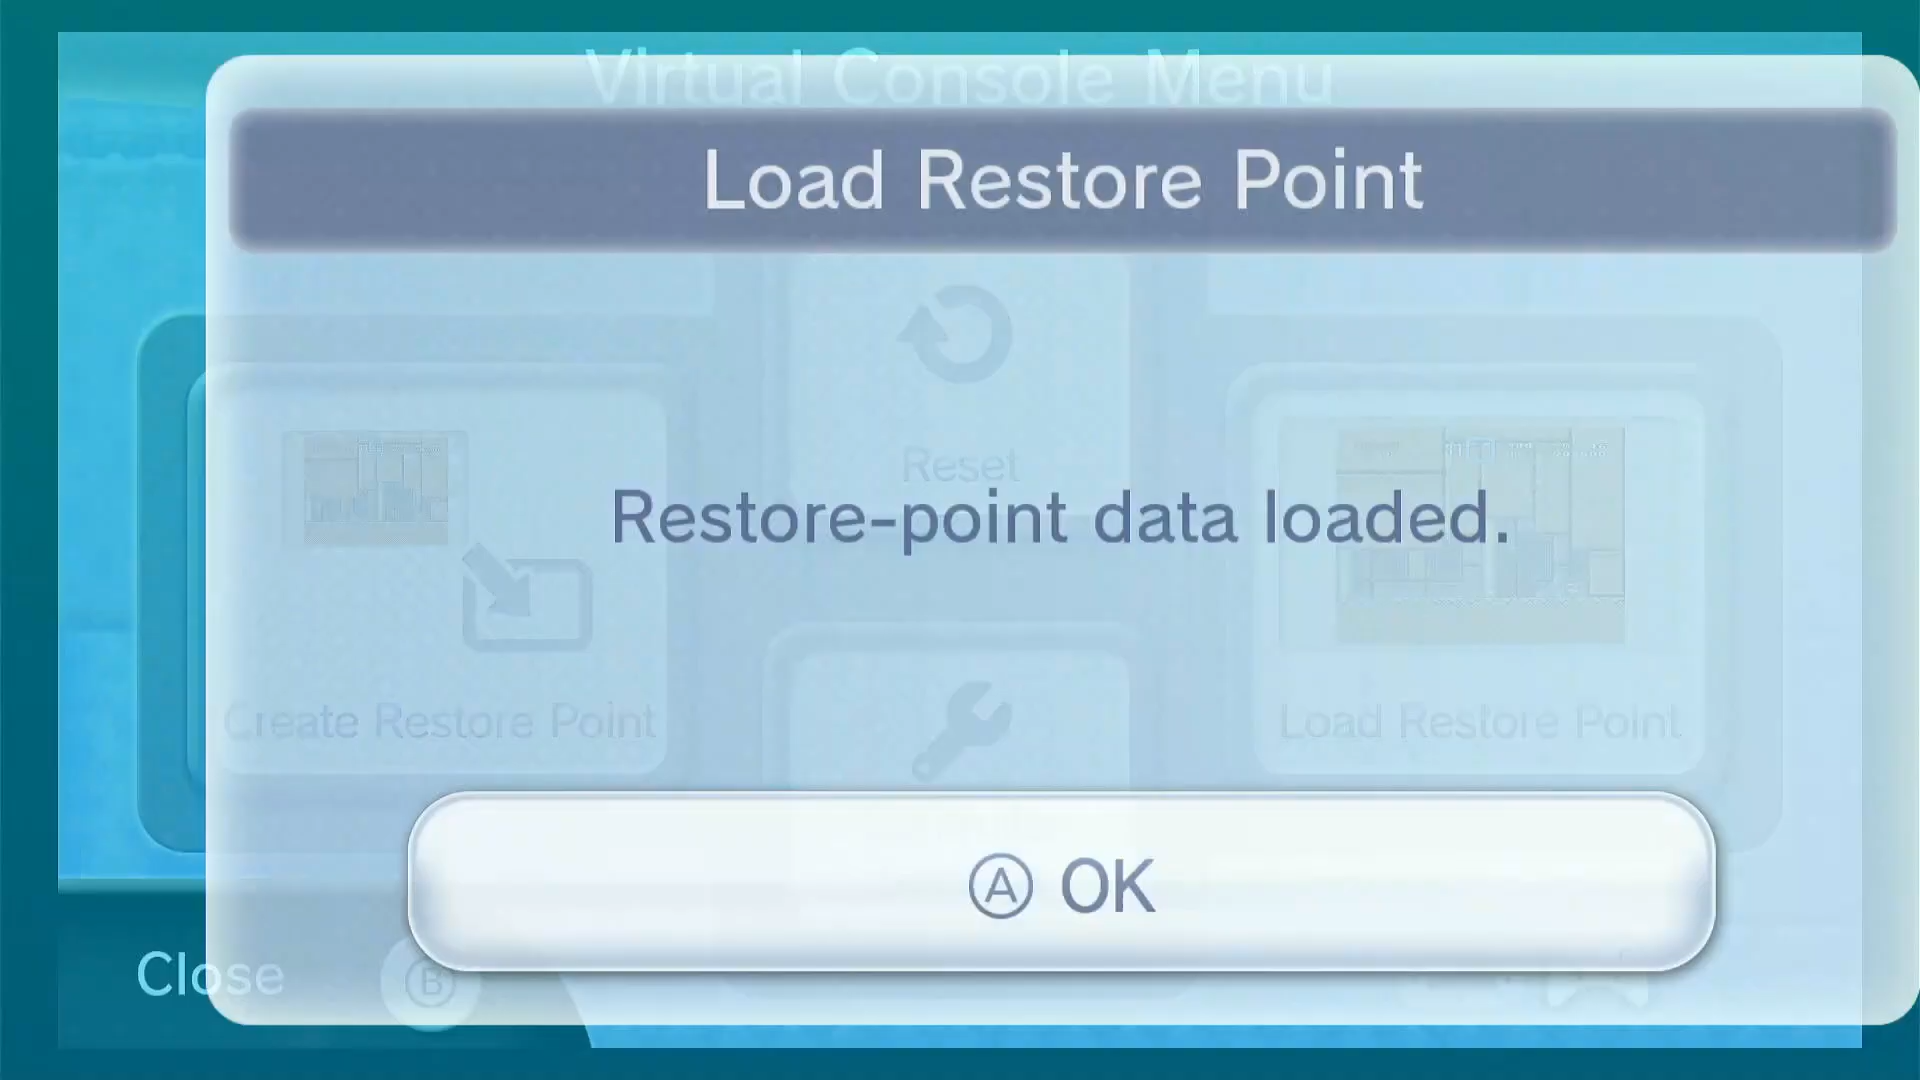 Virtual Console Menu
Load Restore Point
Reset
Restore-point data loaded.
Create Restore Point
Load Restore Point
A OK
Close B